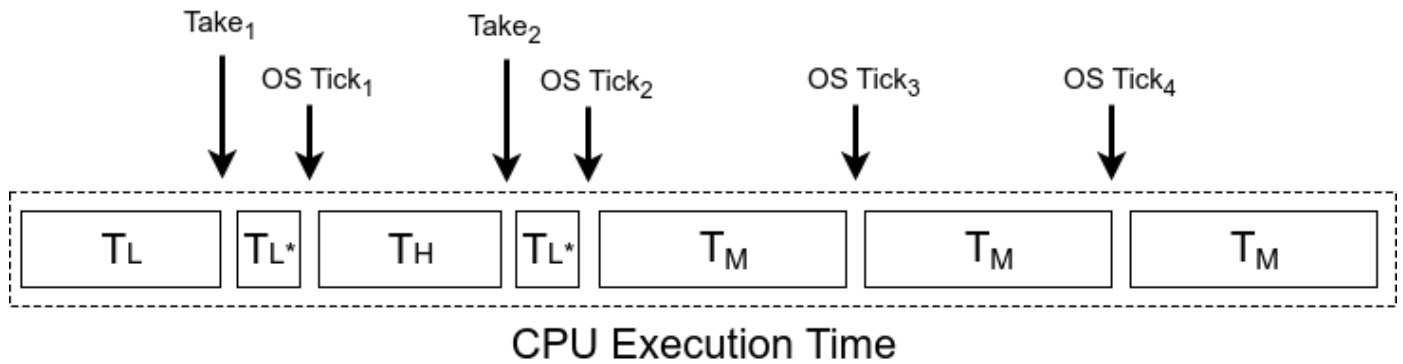 Take₁
Take₂
OS Tick₁
OS Tick₂
OS Tick₃
OS Tick₄
TL
TL*
TH
TL*
TM
TM
TM
CPU Execution Time